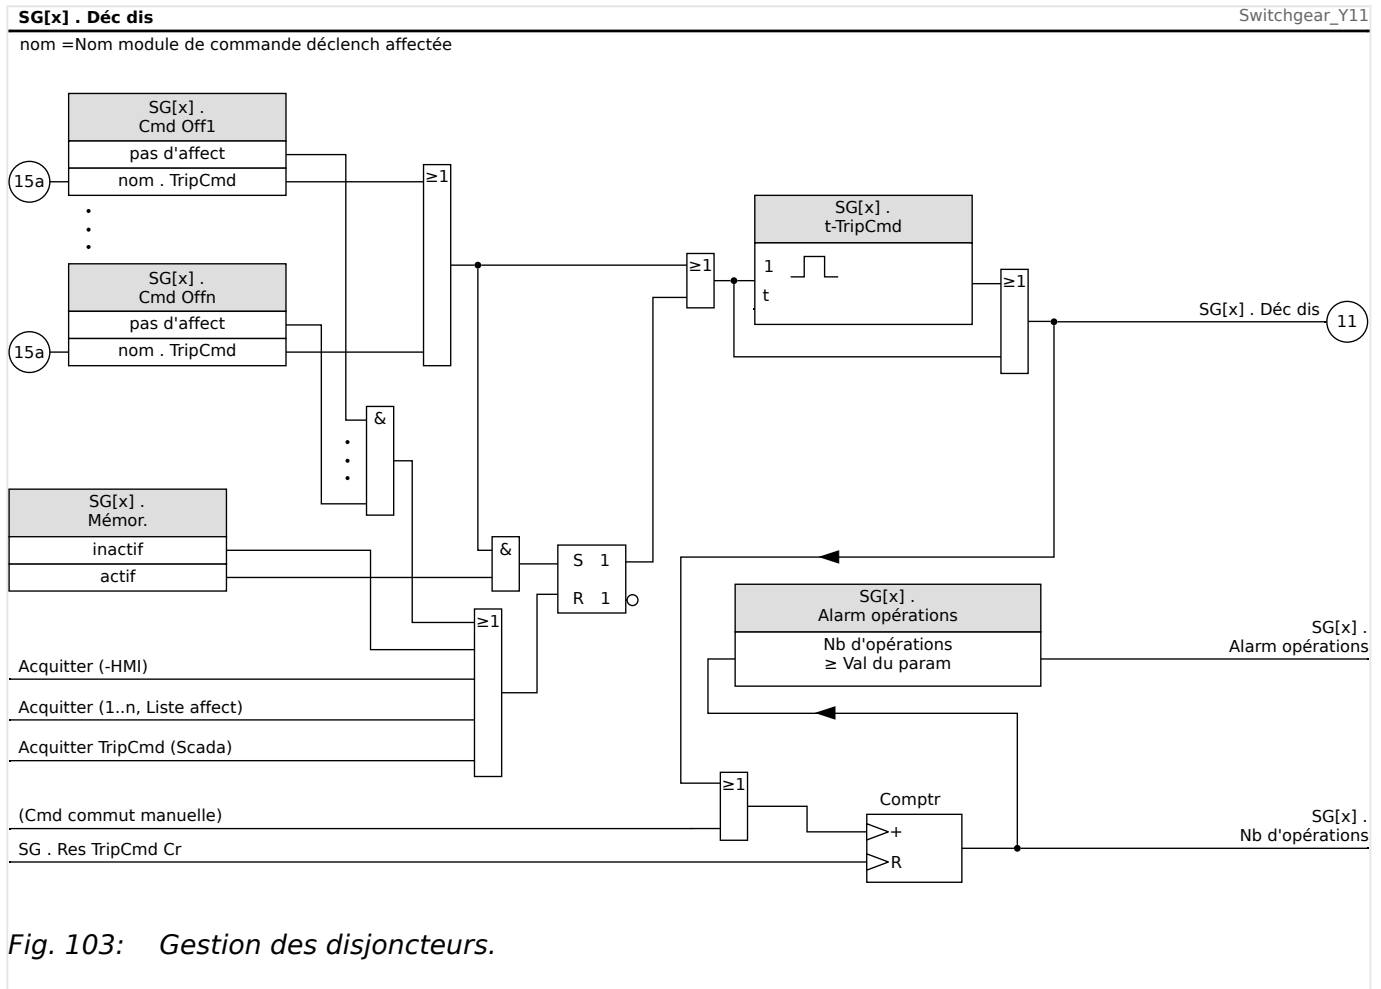 SG[x] . Déc dis
Switchgear_Y11
nom =Nom module de commande déclench affectée
SG[x] .
Cmd Off1
pas d'affect
15a
nom . TripCmd
≥1
SG[x] .
t-TripCmd
SG[x] .
Cmd Offn
≥1
1
t
≥1
SG[x] . Déc dis
11
pas d'affect
15a
nom . TripCmd
&
SG[x] .
Mémor.
inactif
actif
&
S 1
R 1
SG[x] .
Alarm opérations
Nb d'opérations
≥ Val du param
SG[x] .
Alarm opérations
≥1
Acquitter (-HMI)
Acquitter (1..n, Liste affect)
Acquitter TripCmd (Scada)
≥1
Comptr
(Cmd commut manuelle)
+
SG[x] .
Nb d'opérations
SG . Res TripCmd Cr
R
Fig. 103: Gestion des disjoncteurs.